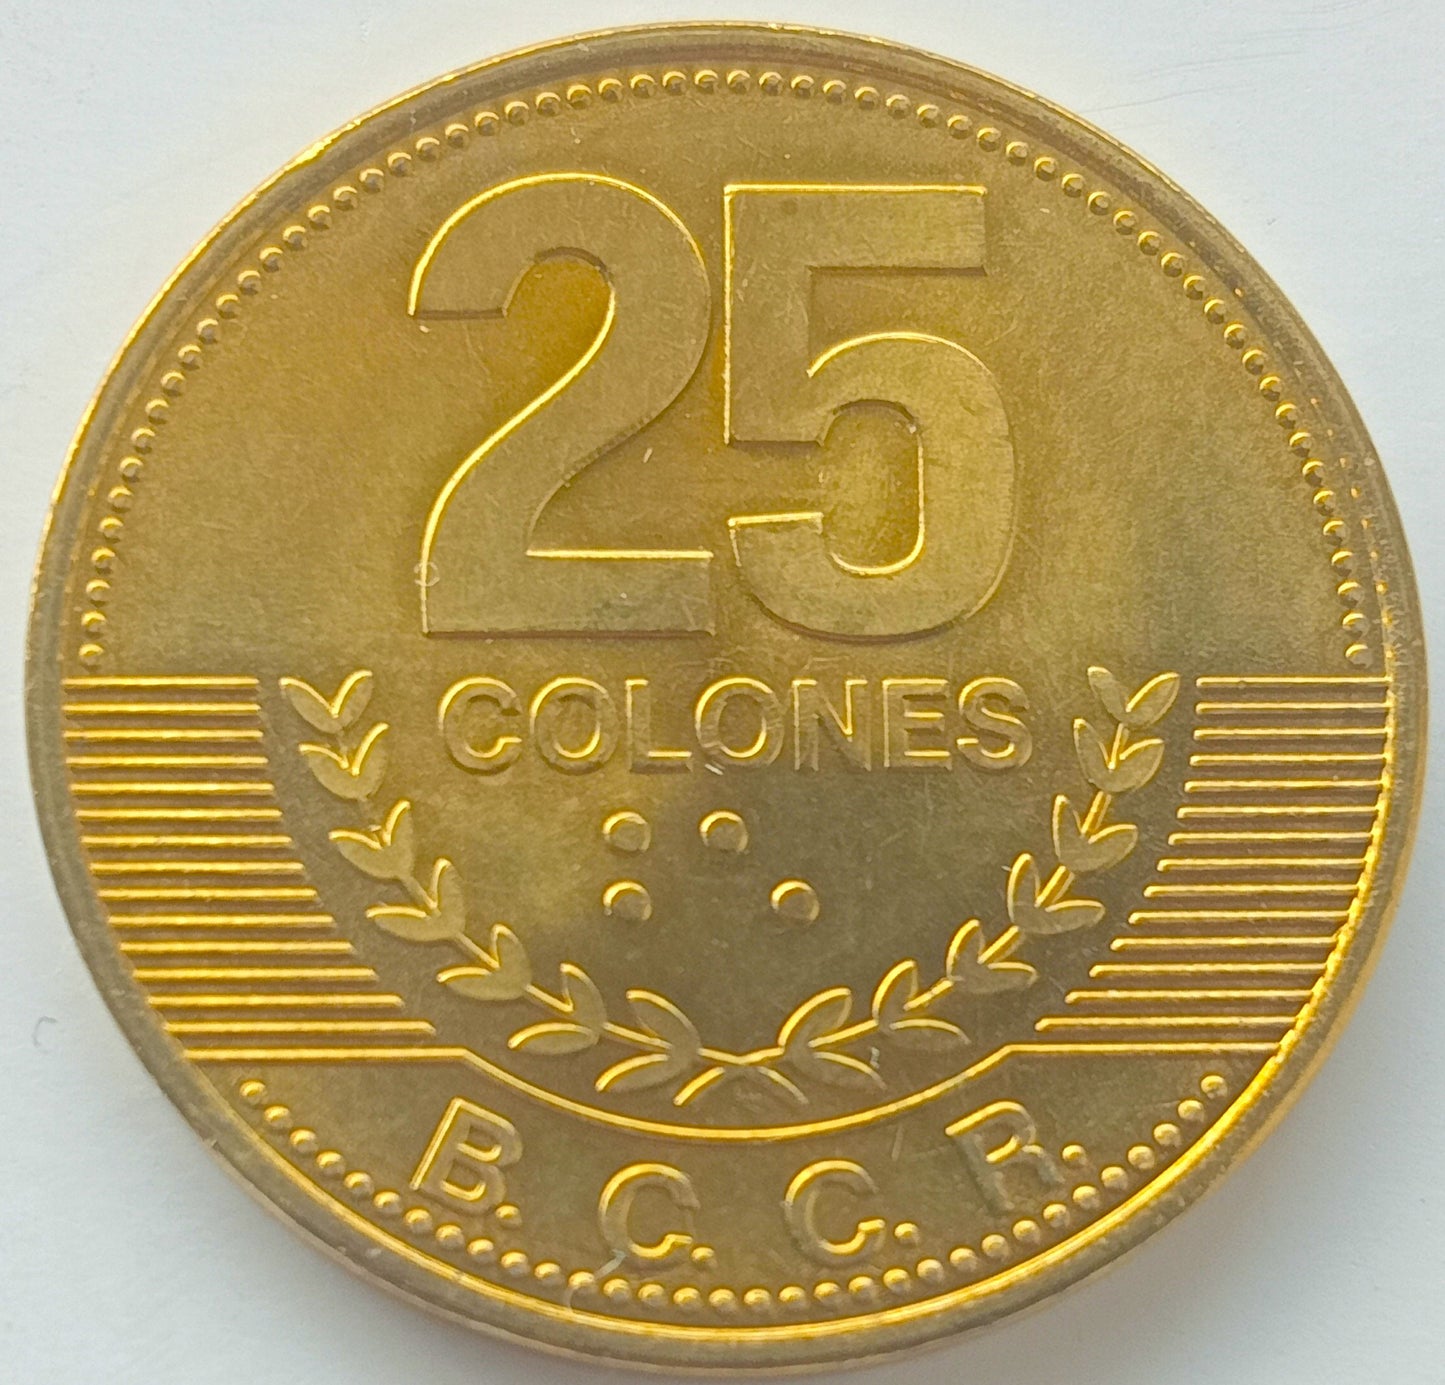 25
COLONES
⠃⠑
B. C. C. R.